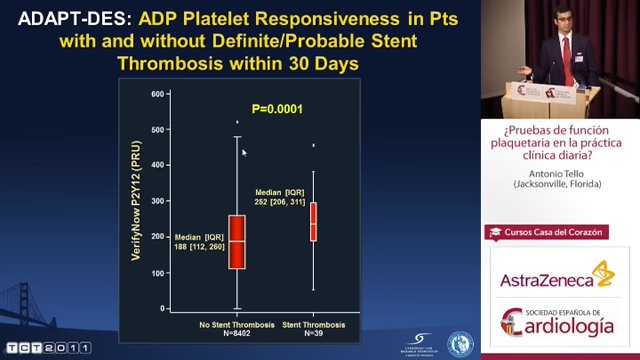 ADAPT-DES: ADP Platelet Responsiveness in Pts
with and without Definite/Probable Stent
Thrombosis within 30 Days
VerifyNow P2Y12 (PRU)
600
500
400
300
200
100
0
P=0.0001
Median [IQR]
188 [112, 260]
Median [IQR]
252 [206, 311]
No Stent Thrombosis
N=8402
Stent Thrombosis
N=39
TCT2011
¿Pruebas de función
plaquetaria en la práctica
clínica diaria?
Antonio Tello
(Jacksonville, Florida)
Cursos Casa del Corazón
AstraZeneca
SOCIEDAD ESPAÑOLA DE
Cardiología